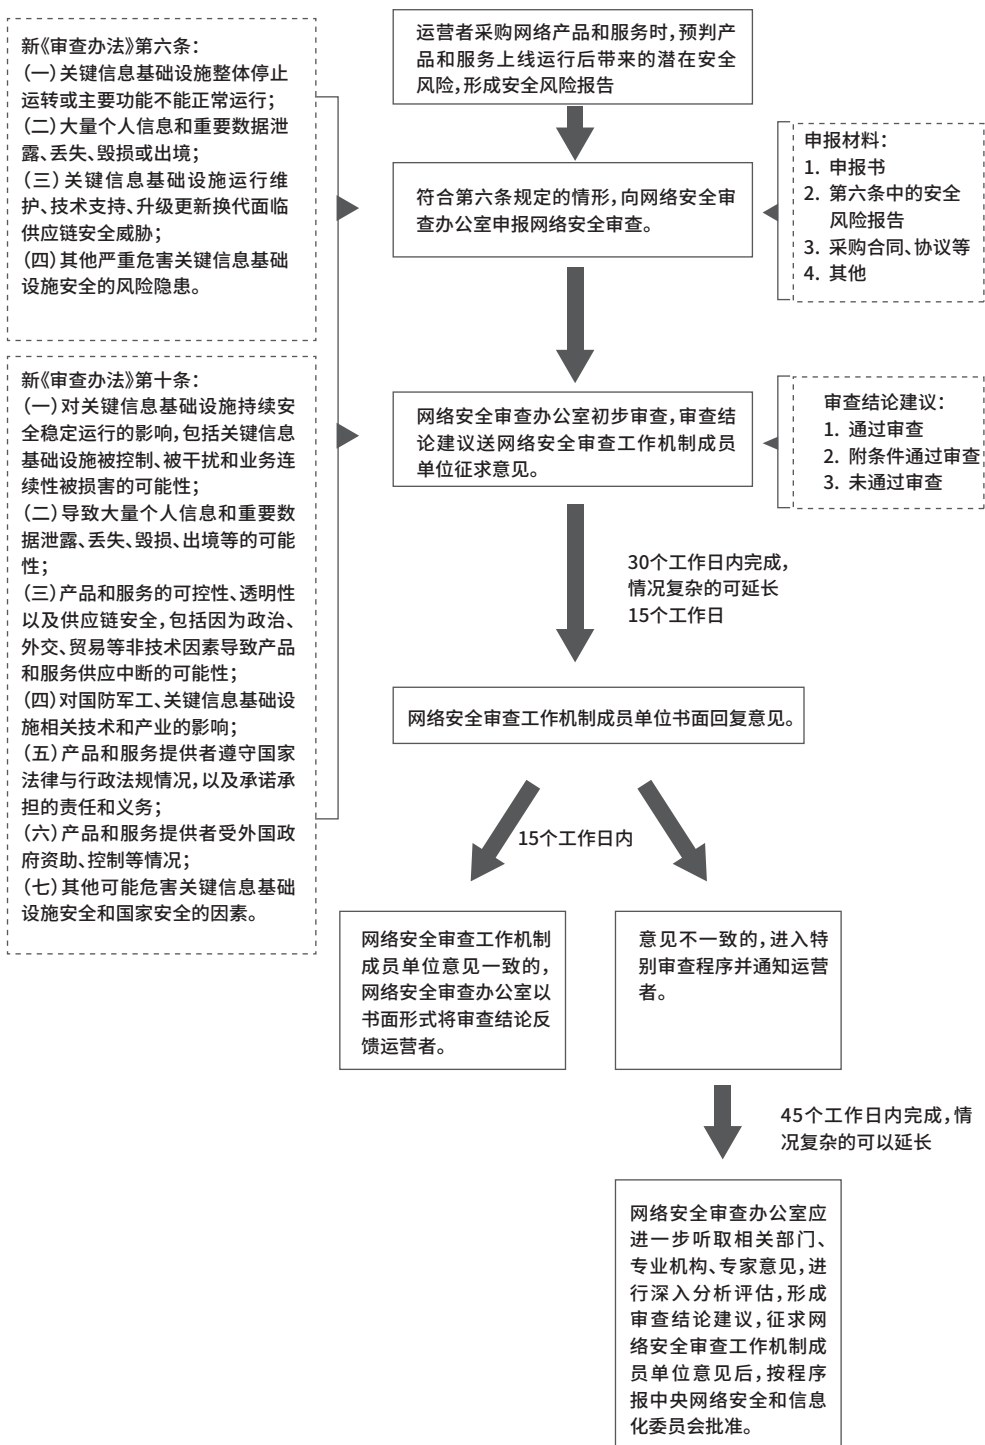 新《审查办法》第六条：
（一）关键信息基础设施整体停止
运转或主要功能不能正常运行；
（二）大量个人信息和重要数据泄
露、丢失、毁损或出境；
（三）关键信息基础设施运行维
护、技术支持、升级更新换代面临
供应链安全威胁；
（四）其他严重危害关键信息基础
设施安全的风险隐患。
新《审查办法》第十条：
（一）对关键信息基础设施持续安
全稳定运行的影响，包括关键信息
基础设施被控制、被干扰和业务连
续性被损害的可能性；
（二）导致大量个人信息和重要数
据泄露、丢失、毁损、出境等的可能
性；
（三）产品和服务的可控性、透明性
以及供应链安全，包括因为政治、
外交、贸易等非技术因素导致产品
和服务供应中断的可能性；
（四）对国防军工、关键信息基础设
施相关技术和产业的影响；
（五）产品和服务提供者遵守国家
法律与行政法规情况，以及承诺承
担的责任和义务；
（六）产品和服务提供者受外国政
府资助、控制等情况；
（七）其他可能危害关键信息基础
设施安全和国家安全的因素。
运营者采购网络产品和服务时，预判产
品和服务上线运行后带来的潜在安全
风险，形成安全风险报告
符合第六条规定的情形，向网络安全审
查办公室申报网络安全审查。
申报材料：
1. 申报书
2. 第六条中的安全
风险报告
3. 采购合同、协议等
4. 其他
网络安全审查办公室初步审查，审查结
论建议送网络安全审查工作机制成员
单位征求意见。
审查结论建议：
1. 通过审查
2. 附条件通过审查
3. 未通过审查
30个工作日内完成，
情况复杂的可延长
15个工作日
网络安全审查工作机制成员单位书面回复意见。
15个工作日内
网络安全审查工作机制
成员单位意见一致的，
网络安全审查办公室以
书面形式将审查结论反
馈运营者。
意见不一致的，进入特
别审查程序并通知运营
者。
45个工作日内完成，情
况复杂的可以延长
网络安全审查办公室应
进一步听取相关部门、
专业机构、专家意见，进
行深入分析评估，形成
审查结论建议，征求网
络安全审查工作机制成
员单位意见后，按程序
报中央网络安全和信息
化委员会批准。